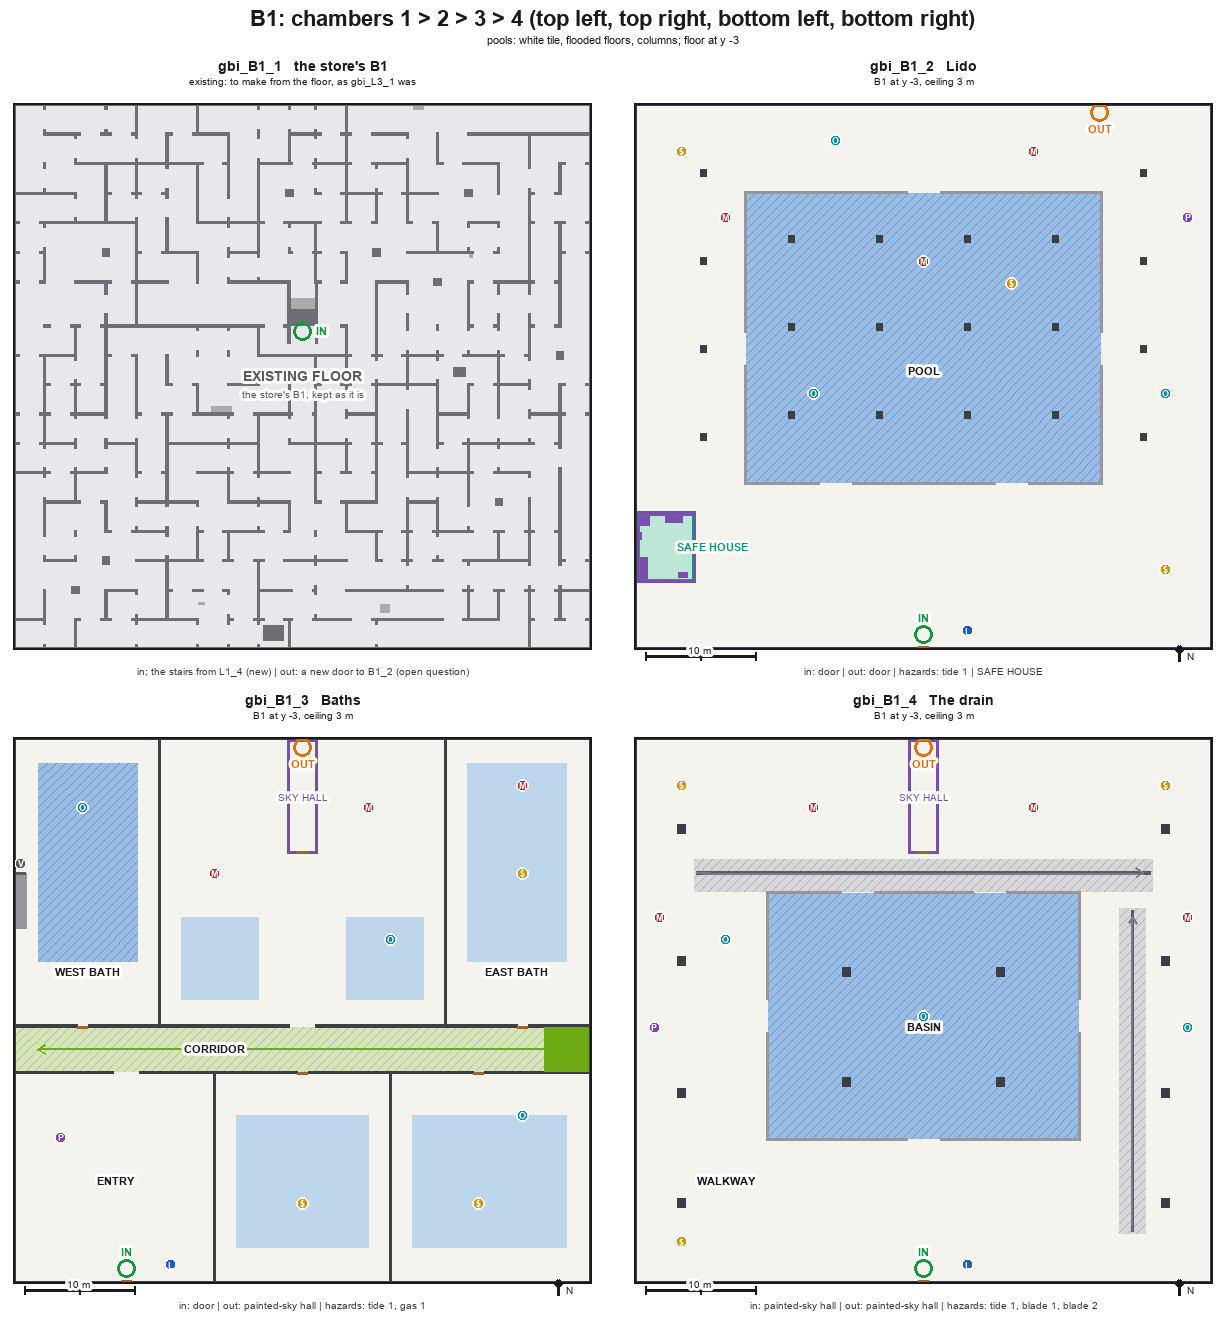 B1: chambers 1 > 2 > 3 > 4 (top left, top right, bottom left, bottom right)
pools: white tile, flooded floors, columns; floor at y -3
gbi_B1_1 the store's B1
existing: to make from the floor, as gbi_L3_1 was
IN
EXISTING FLOOR
the store's B1, kept as it is
in: the stairs from L1_4 (new) | out: a new door to B1_2 (open question)
gbi_B1_2 Lido
B1 at y -3, ceiling 3 m
OUT
O
$
M
M
P
M
$
POOL
O
O
SAFE HOUSE
$
IN
L
10 m
N
in: door | out: door | hazards: tide 1 | SAFE HOUSE
gbi_B1_3 Baths
B1 at y -3, ceiling 3 m
OUT
M
SKY HALL
O
M
V
M
$
O
WEST BATH
EAST BATH
CORRIDOR
O
P
ENTRY
$
$
IN
L
10 m
N
in: door | out: painted-sky hall | hazards: tide 1, gas 1
gbi_B1_4 The drain
B1 at y -3, ceiling 3 m
OUT
$
$
SKY HALL
M
M
M
M
O
O
BASIN
P
O
WALKWAY
$
IN
L
10 m
N
in: painted-sky hall | out: painted-sky hall | hazards: tide 1, blade 1, blade 2